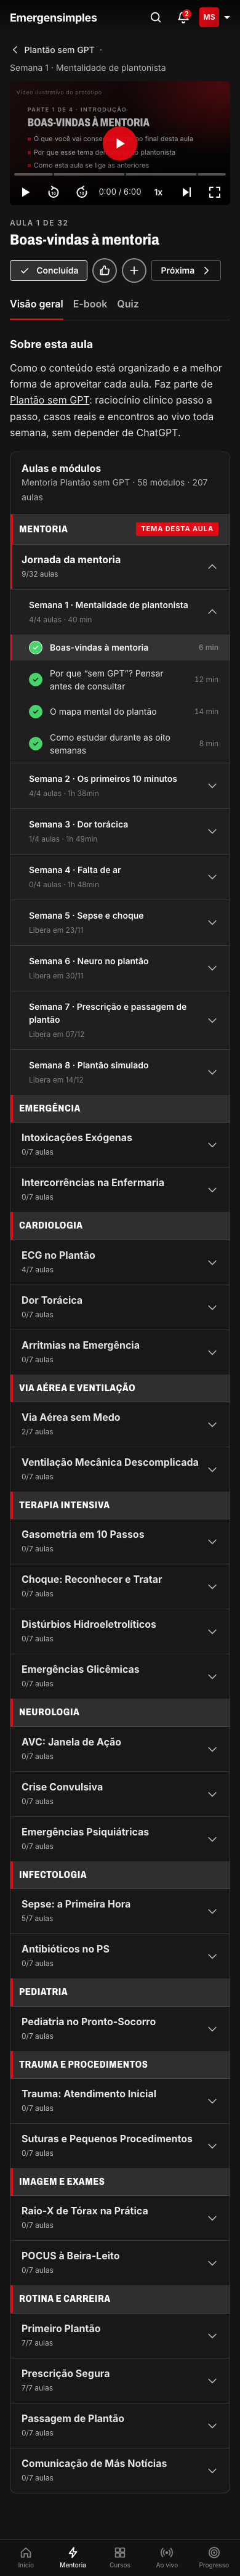 Emergensimples
2
MS
Plantão sem GPT ·
Semana 1 · Mentalidade de plantonista
Vídeo ilustrativo do protótipo
PARTE 1 DE 4 · INTRODUÇÃO
BOAS-VINDAS À MENTORIA
O que você vai conse
final desta aula
Por que esse tema de
plantonista
Como esta aula se liga às anteriores
10
10
0:00 / 6:00
1x
AULA 1 DE 32
Boas-vindas à mentoria
Concluída
Próxima
Visão geral
E-book
Quiz
Sobre esta aula
Como o conteúdo está organizado e a melhor
forma de aproveitar cada aula. Faz parte de
Plantão sem GPT: raciocínio clínico passo a
passo, casos reais e encontros ao vivo toda
semana, sem depender de ChatGPT.
Aulas e módulos
Mentoria Plantão sem GPT · 58 módulos · 207
aulas
MENTORIA
TEMA DESTA AULA
Jornada da mentoria
9/32 aulas
Semana 1 · Mentalidade de plantonista
4/4 aulas · 40 min
Boas-vindas à mentoria
6 min
Por que “sem GPT”? Pensar
antes de consultar
12 min
O mapa mental do plantão
14 min
Como estudar durante as oito
semanas
8 min
Semana 2 · Os primeiros 10 minutos
4/4 aulas · 1h38min
Semana 3 · Dor torácica
1/4 aulas · 1h49min
Semana 4 · Falta de ar
0/4 aulas · 1h48min
Semana 5 · Sepse e choque
Libera em 23/11
Semana 6 · Neuro no plantão
Libera em 30/11
Semana 7 · Prescrição e passagem de
plantão
Libera em 07/12
Semana 8 · Plantão simulado
Libera em 14/12
EMERGÊNCIA
Intoxicações Exógenas
0/7 aulas
Intercorrências na Enfermaria
0/7 aulas
CARDIOLOGIA
ECG no Plantão
4/7 aulas
Dor Torácica
0/7 aulas
Arritmias na Emergência
0/7 aulas
VIA AÉREA E VENTILAÇÃO
Via Aérea sem Medo
2/7 aulas
Ventilação Mecânica Descomplicada
0/7 aulas
TERAPIA INTENSIVA
Gasometria em 10 Passos
0/7 aulas
Choque: Reconhecer e Tratar
0/7 aulas
Distúrbios Hidroeletrolíticos
0/7 aulas
Emergências Glicêmicas
0/7 aulas
NEUROLOGIA
AVC: Janela de Ação
0/7 aulas
Crise Convulsiva
0/7 aulas
Emergências Psiquiátricas
0/7 aulas
INFECTOLOGIA
Sepse: a Primeira Hora
5/7 aulas
Antibióticos no PS
0/7 aulas
PEDIATRIA
Pediatria no Pronto-Socorro
0/7 aulas
TRAUMA E PROCEDIMENTOS
Trauma: Atendimento Inicial
0/7 aulas
Suturas e Pequenos Procedimentos
0/7 aulas
IMAGEM E EXAMES
Raio-X de Tórax na Prática
0/7 aulas
POCUS à Beira-Leito
0/7 aulas
ROTINA E CARREIRA
Primeiro Plantão
7/7 aulas
Prescrição Segura
7/7 aulas
Passagem de Plantão
0/7 aulas
Comunicação de Más Notícias
0/7 aulas
Início
Mentoria
Cursos
Ao vivo
Progresso